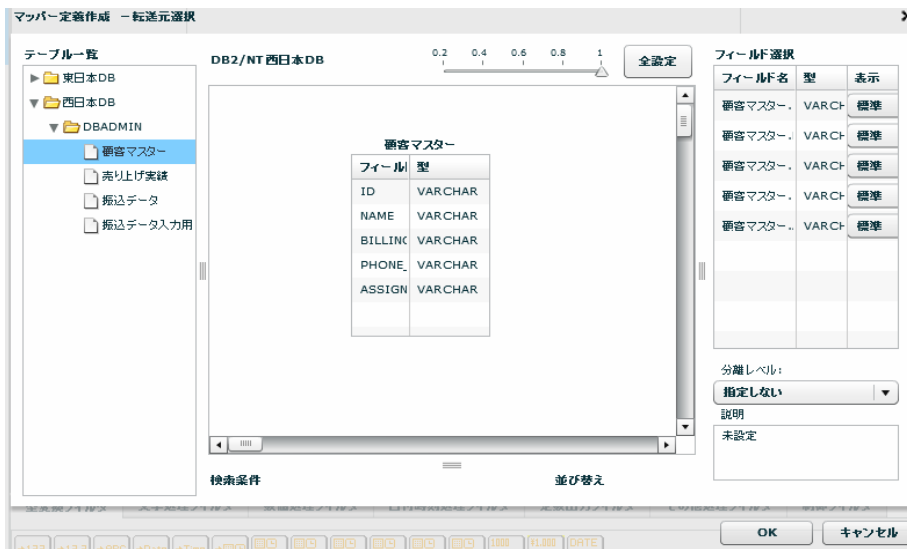 マッパー定義作成 －転送元選択
テーブル一覧
東日本DB
西日本DB
DBADMIN
顧客マスター
売り上げ実績
振込データ
振込データ入力用
DB2/NT 西日本DB
0.2 0.4 0.6 0.8 1
全設定
顧客マスター
フィール 型
ID VARCHAR
NAME VARCHAR
BILLING VARCHAR
PHONE_ VARCHAR
ASSIGN VARCHAR
検索条件 並び替え
フィールド選択
フィールド名 型 表示
顧客マスター. VARCH 標準
顧客マスター. VARCH 標準
顧客マスター. VARCH 標準
顧客マスター. VARCH 標準
顧客マスター.. VARCH 標準
分離レベル:
指定しない
説明
未設定
OK キャンセル